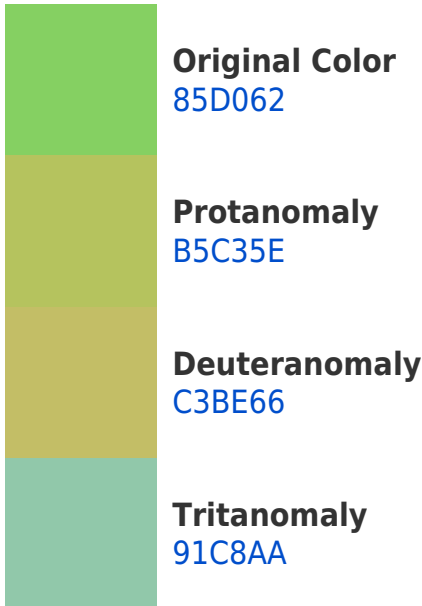 Original Color
85D062
Protanomaly
B5C35E
Deuteranomaly
C3BE66
Tritanomaly
91C8AA